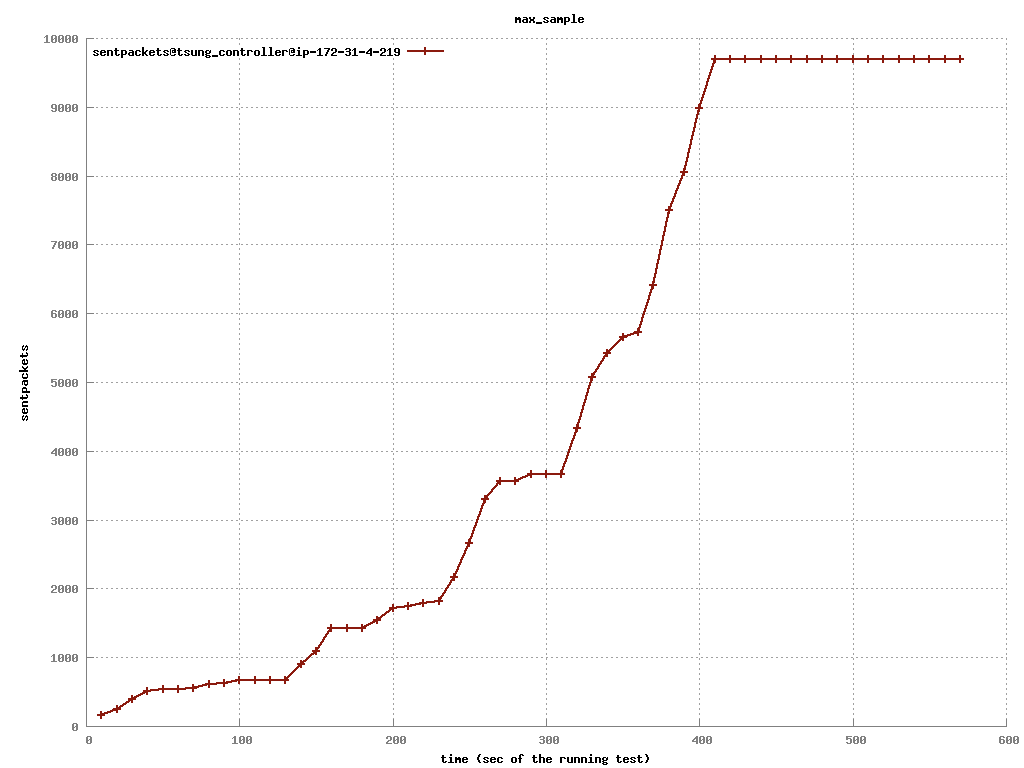 max_sample
sentpackets@tsung_controller@ip-172-31-4-219
10000
9000
8000
7000
6000
5000
4000
3000
2000
1000
0
sentpackets
0 100 200 300 400 500 600
time (sec of the running test)